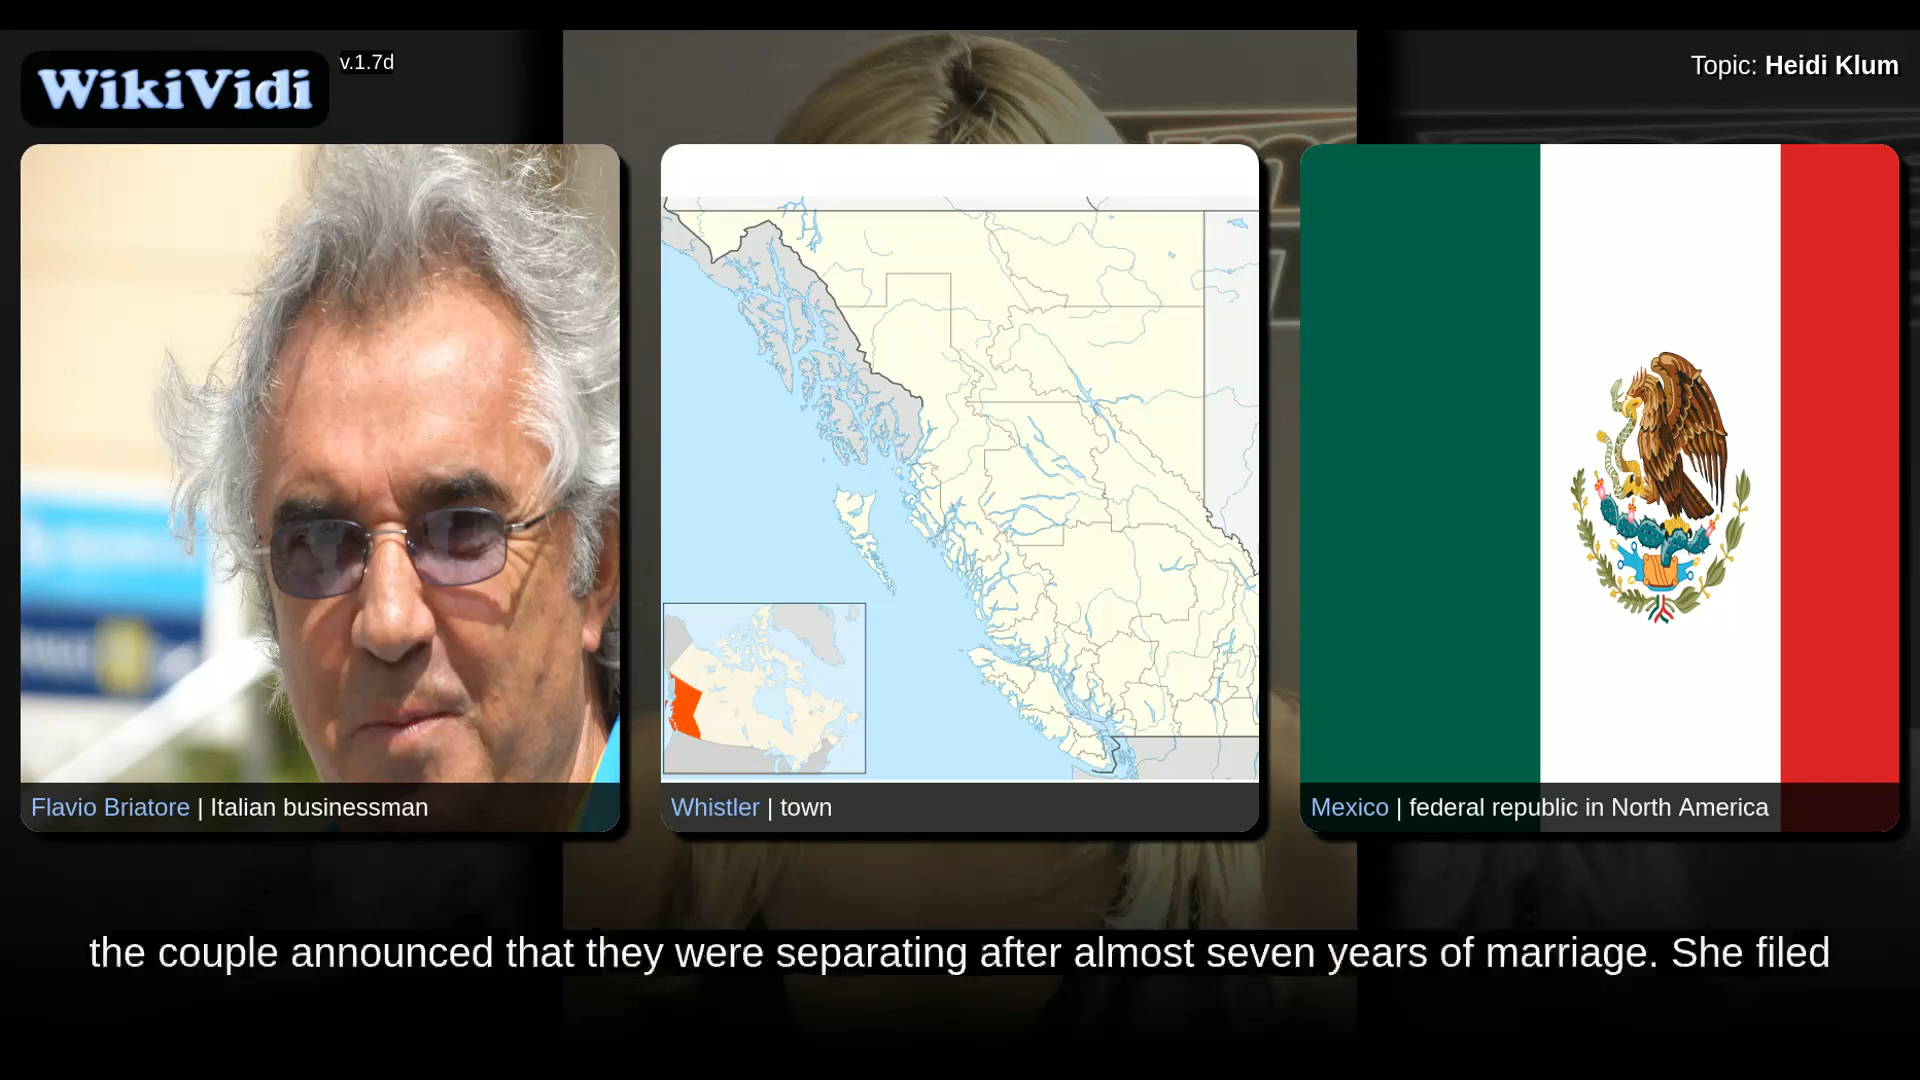 WikiVidi
v.1.7d
Topic: Heidi Klum
Flavio Briatore | Italian businessman
Whistler | town
Mexico | federal republic in North America
the couple announced that they were separating after almost seven years of marriage. She filed